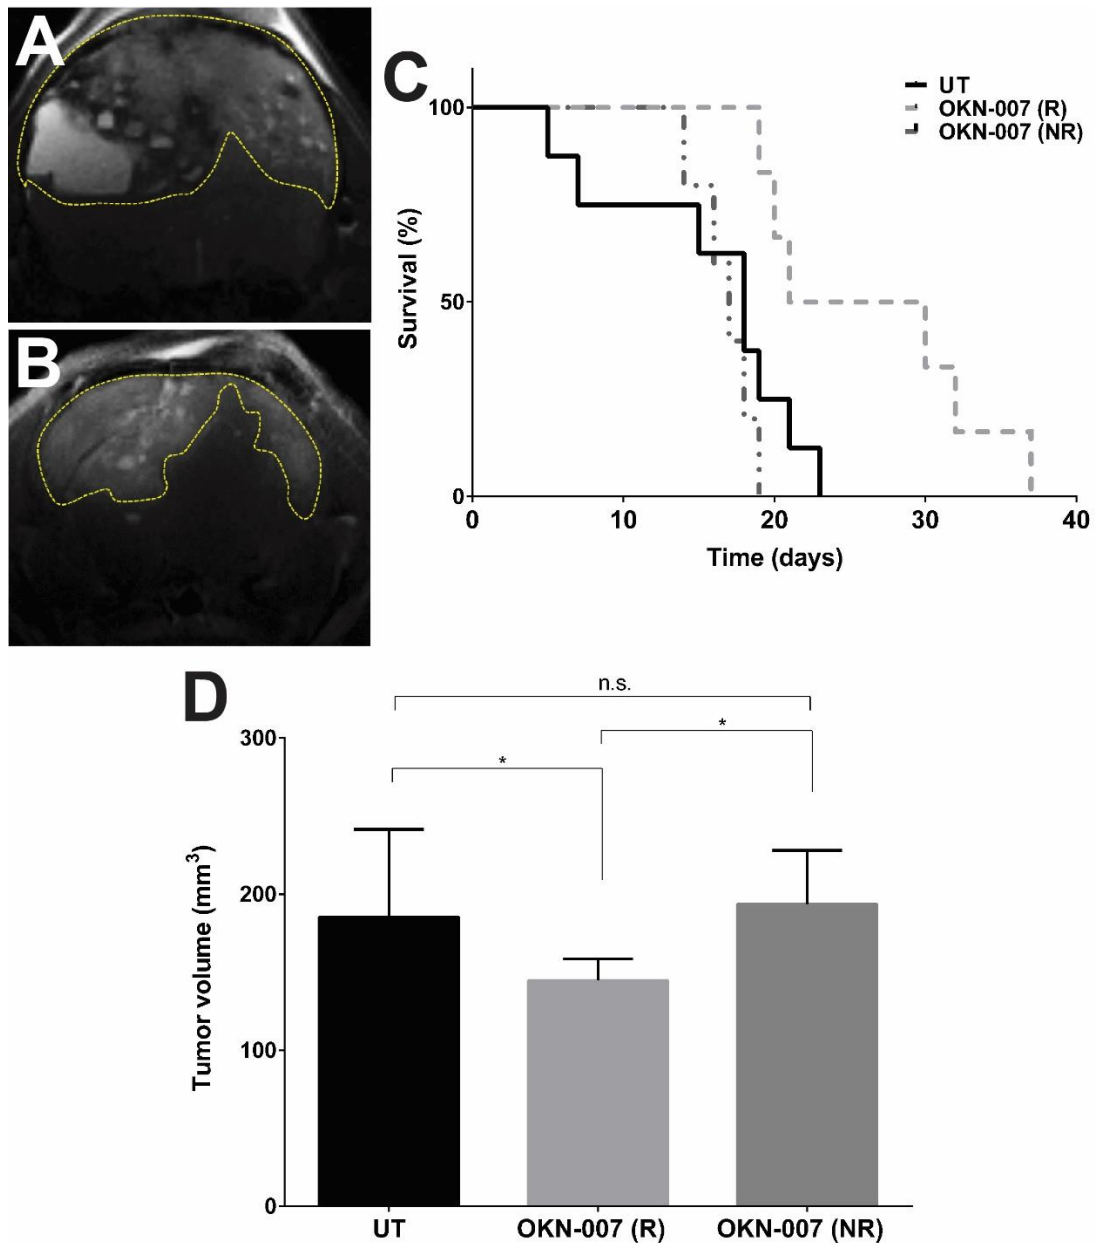 A
B
C
Survival (%)
100
50
0
0 10 20 30 40
Time (days)
UT
OKN-007 (R)
OKN-007 (NR)
D
n.s.
*
*
Tumor volume (mm³)
300
200
100
0
UT OKN-007 (R) OKN-007 (NR)